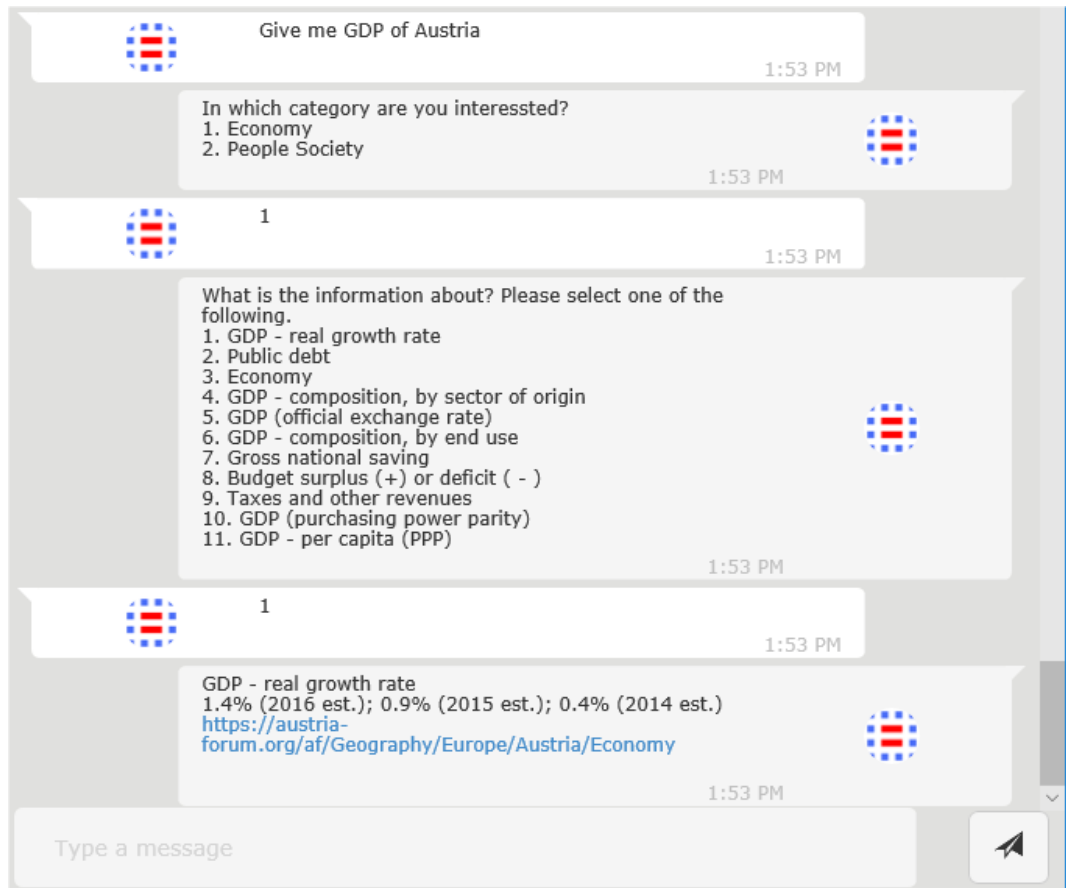 Give me GDP of Austria
1:53 PM
In which category are you interessted?
1. Economy
2. People Society
1:53 PM
1
1:53 PM
What is the information about? Please select one of the
following.
1. GDP - real growth rate
2. Public debt
3. Economy
4. GDP - composition, by sector of origin
5. GDP (official exchange rate)
6. GDP - composition, by end use
7. Gross national saving
8. Budget surplus (+) or deficit ( - )
9. Taxes and other revenues
10. GDP (purchasing power parity)
11. GDP - per capita (PPP)
1:53 PM
1
1:53 PM
GDP - real growth rate
1.4% (2016 est.); 0.9% (2015 est.); 0.4% (2014 est.)
https://austria-
forum.org/af/Geography/Europe/Austria/Economy
1:53 PM
Type a message